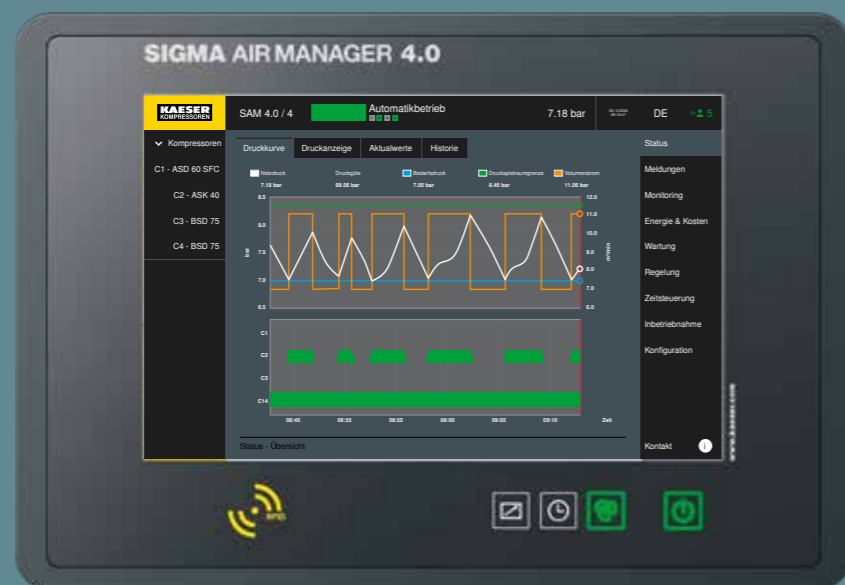 SIGMA AIR MANAGER 4.0
KAESER
KOMPRESSOREN
SAM 4.0 / 4
Automatikbetrieb
7.18 bar
DE
5
Kompressoren
C1 - ASD 60 SFC
C2 - ASK 40
C3 - BSD 75
C4 - BSD 75
Druckkurve Druckanzeige Aktualwerte Historie
Netzdruck Druckgüte Bedarfsdruck Druckspielraumgrenze Volumenstrom
7.18 bar 99.56 bar 7.00 bar 8.40 bar 11.06 bar
8.5
8.0
7.5
7.0
6.5
bar
12.0
11.0
10.0
9.0
8.0
7.0
6.0
m³/min
C1
C2
C3
C14
08:45 08:55 08:55 09:00 09:05 09:10 Zeit
Status - Übersicht
Status
Meldungen
Monitoring
Energie & Kosten
Wartung
Regelung
Zeitsteuerung
Inbetriebnahme
Konfiguration
Kontakt i
www.kaeser.com
RFID